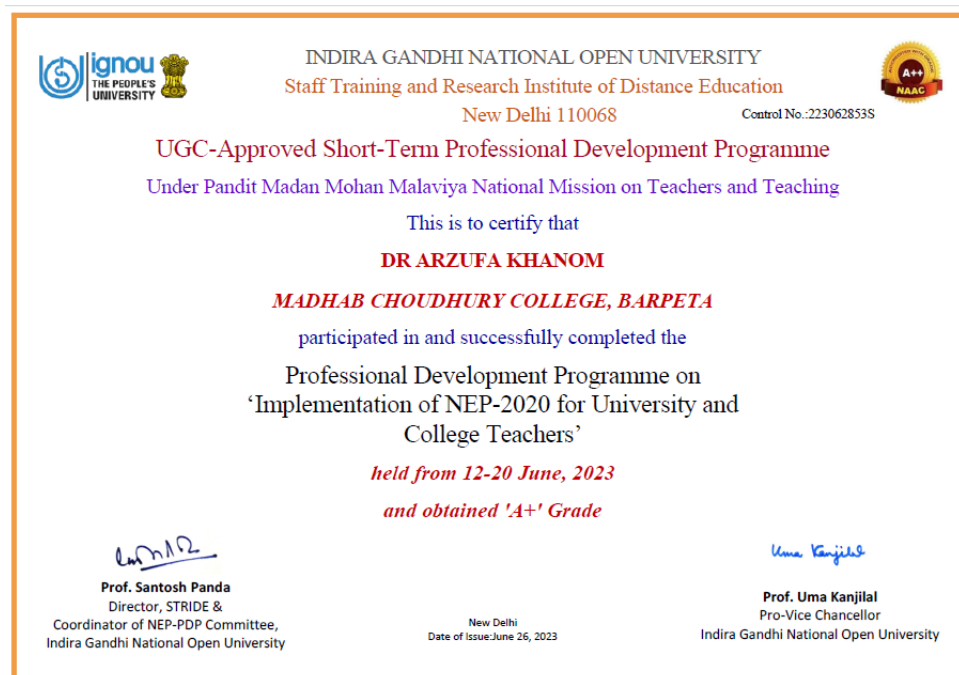 ignou
THE PEOPLE'S
UNIVERSITY
INDIRA GANDHI NATIONAL OPEN UNIVERSITY
Staff Training and Research Institute of Distance Education
New Delhi 110068
A++
NAAC
Control No.:223062853S
UGC-Approved Short-Term Professional Development Programme
Under Pandit Madan Mohan Malaviya National Mission on Teachers and Teaching
This is to certify that
DR ARZUFA KHANOM
MADHAB CHOUDHURY COLLEGE, BARPETA
participated in and successfully completed the
Professional Development Programme on
‘Implementation of NEP-2020 for University and
College Teachers’
held from 12-20 June, 2023
and obtained 'A+' Grade
Prof. Santosh Panda
Director, STRIDE &
Coordinator of NEP-PDP Committee,
Indira Gandhi National Open University
New Delhi
Date of Issue:June 26, 2023
Uma Kanjilal
Prof. Uma Kanjilal
Pro-Vice Chancellor
Indira Gandhi National Open University